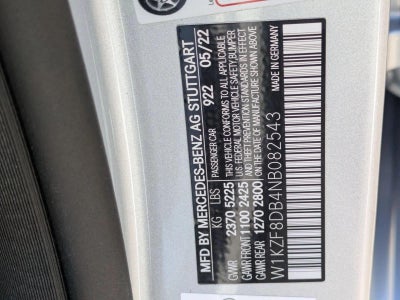 MFD BY MERCEDES-BENZ AG STUTTGART
PASSENGER CAR 922 05/22
KG LBS THIS VEHICLE CONFORMS TO ALL APPLICABLE
GVWR 2370 5225 U.S. FEDERAL MOTOR VEHICLE SAFETY, BUMPER
GAWR FRONT 1100 2425 AND THEFT PREVENTION STANDARDS IN EFFECT
GAWR REAR 1270 2800 ON THE DATE OF MANUFACTURE SHOWN ABOVE
W1KZF8DB4NB082543
MADE IN GERMANY